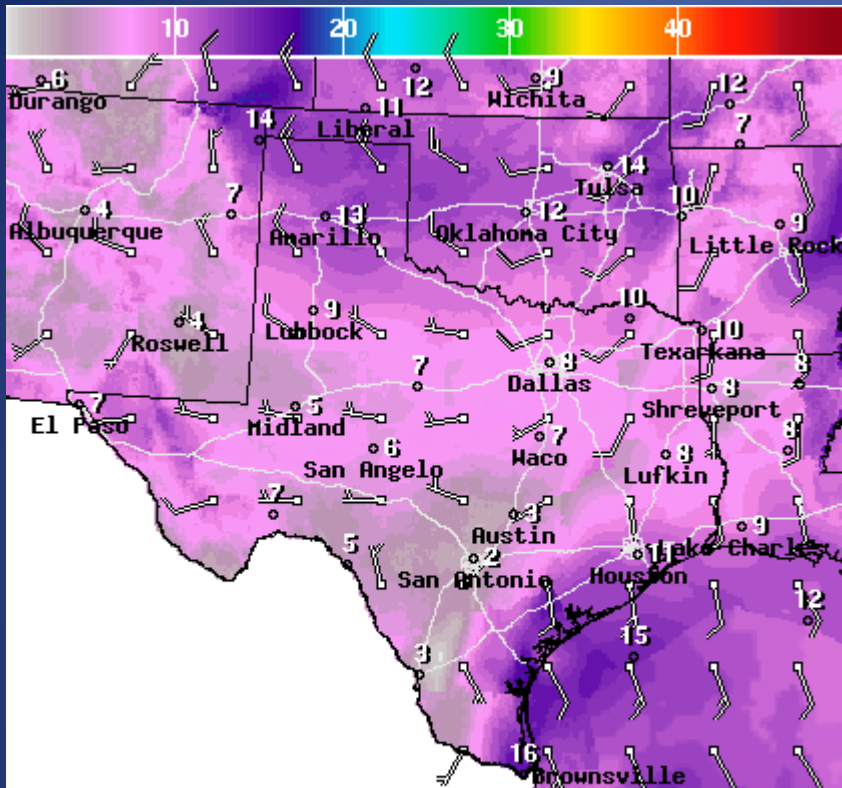 10 20 30 40
6 12 9 12
Durango Wichita
11
14 Liberal 7
14
Tulsa
4 7 13 12 10 9
Albuquerque Amarillo Oklahoma City Little Rock
4 9 10 10
Roswell Lubbock Texarkana
7 8 8
Dallas 8
7 5 Shreveport
El Paso Midland
6 7 8 8
San Angelo Waco Lufkin
7 3 9
Austin
5 2 11 Lake Charles
San Antonio Houston
12
15
3
16
Brownsville